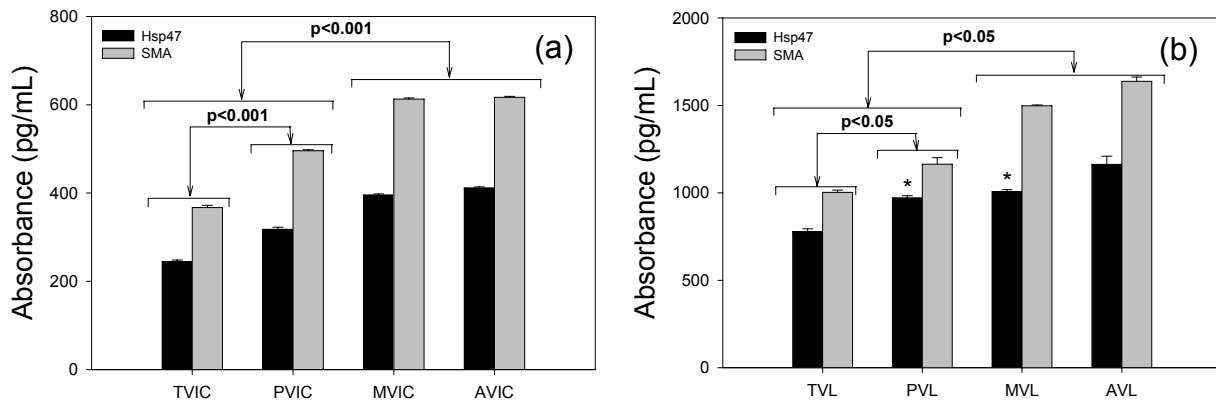 800
600
400
200
0
Absorbance (pg/mL)
Hsp47
SMA
p<0.001
(a)
p<0.001
TVIC PVIC MVIC AVIC
2000
1500
1000
500
0
Absorbance (pg/mL)
Hsp47
SMA
p<0.05
(b)
p<0.05
* *
TVL PVL MVL AVL